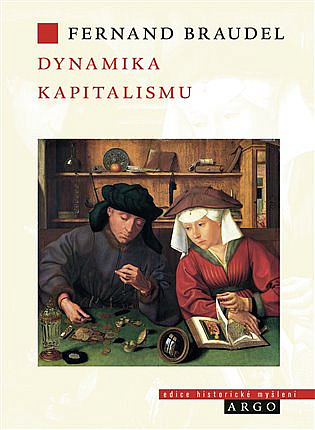 FERNAND BRAUDEL
DYNAMIKA
KAPITALISMU
edice historické myšlení
ARGO